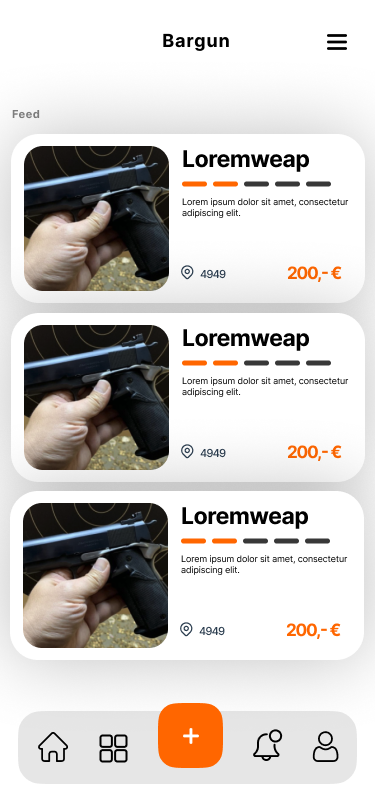 Bargun
Feed
Loremweap
Lorem ipsum dolor sit amet, consectetur
adipiscing elit.
4949
200,- €
Loremweap
Lorem ipsum dolor sit amet, consectetur
adipiscing elit.
4949
200,- €
Loremweap
Lorem ipsum dolor sit amet, consectetur
adipiscing elit.
4949
200,- €